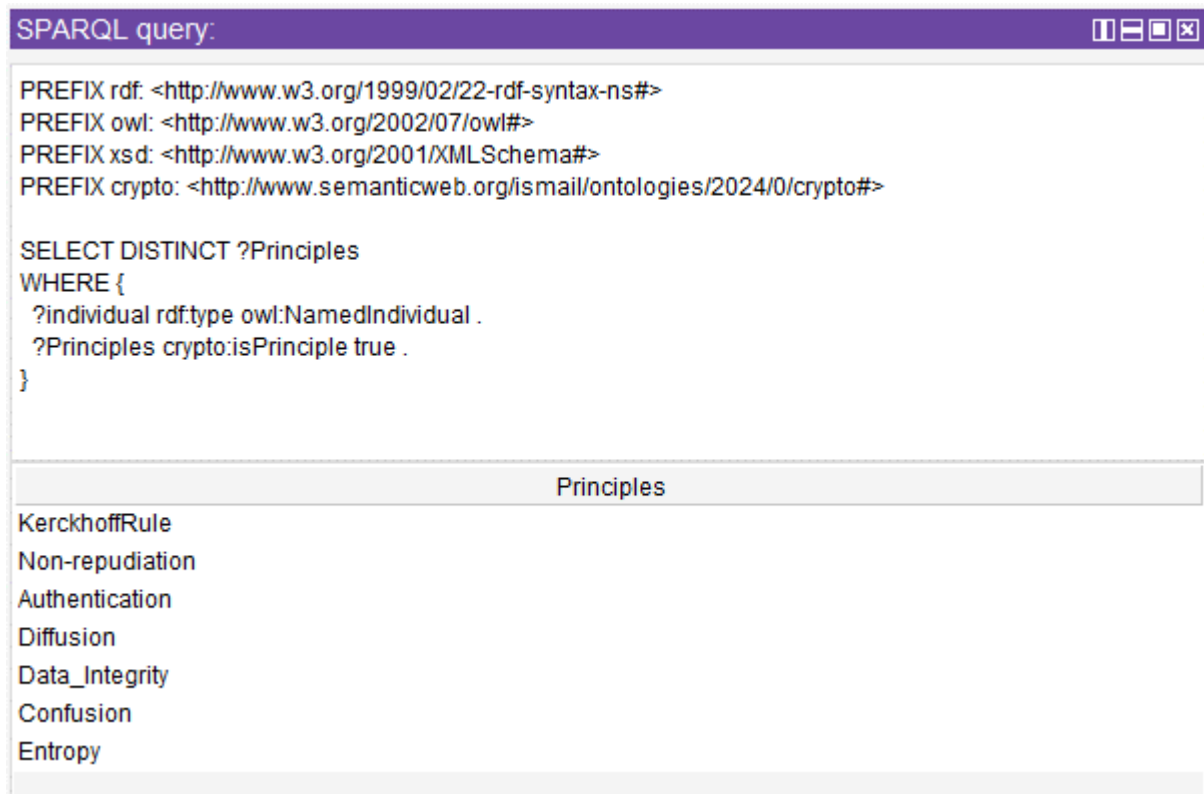 SPARQL query:
PREFIX rdf: <http://www.w3.org/1999/02/22-rdf-syntax-ns#>
PREFIX owl: <http://www.w3.org/2002/07/owl#>
PREFIX xsd: <http://www.w3.org/2001/XMLSchema#>
PREFIX crypto: <http://www.semanticweb.org/ismail/ontologies/2024/0/crypto#>
SELECT DISTINCT ?Principles
WHERE {
?individual rdf:type owl:NamedIndividual .
?Principles crypto:isPrinciple true .
}
Principles
KerckhoffRule
Non-repudiation
Authentication
Diffusion
Data_Integrity
Confusion
Entropy